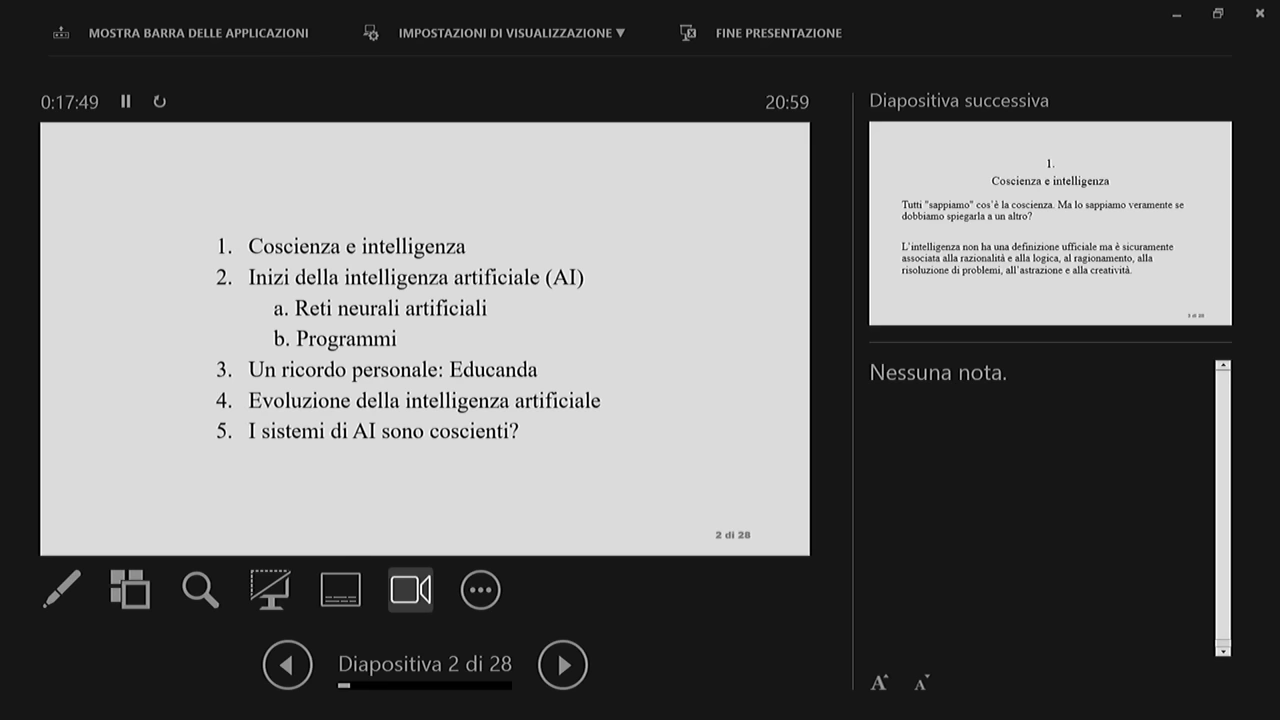 MOSTRA BARRA DELLE APPLICAZIONI
IMPOSTAZIONI DI VISUALIZZAZIONE ▼
FINE PRESENTAZIONE
0:17:49
20:59
1. Coscienza e intelligenza
2. Inizi della intelligenza artificiale (AI)
a. Reti neurali artificiali
b. Programmi
3. Un ricordo personale: Educanda
4. Evoluzione della intelligenza artificiale
5. I sistemi di AI sono coscienti?
2 di 28
Diapositiva 2 di 28
Diapositiva successiva
1.
Coscienza e intelligenza
Tutti "sappiamo" cos'è la coscienza. Ma lo sappiamo veramente se
dobbiamo spiegarla a un altro?
L'intelligenza non ha una definizione ufficiale ma è sicuramente
associata alla razionalità e alla logica, al ragionamento, alla
risoluzione di problemi, all'astrazione e alla creatività.
3 di 28
Nessuna nota.
A A